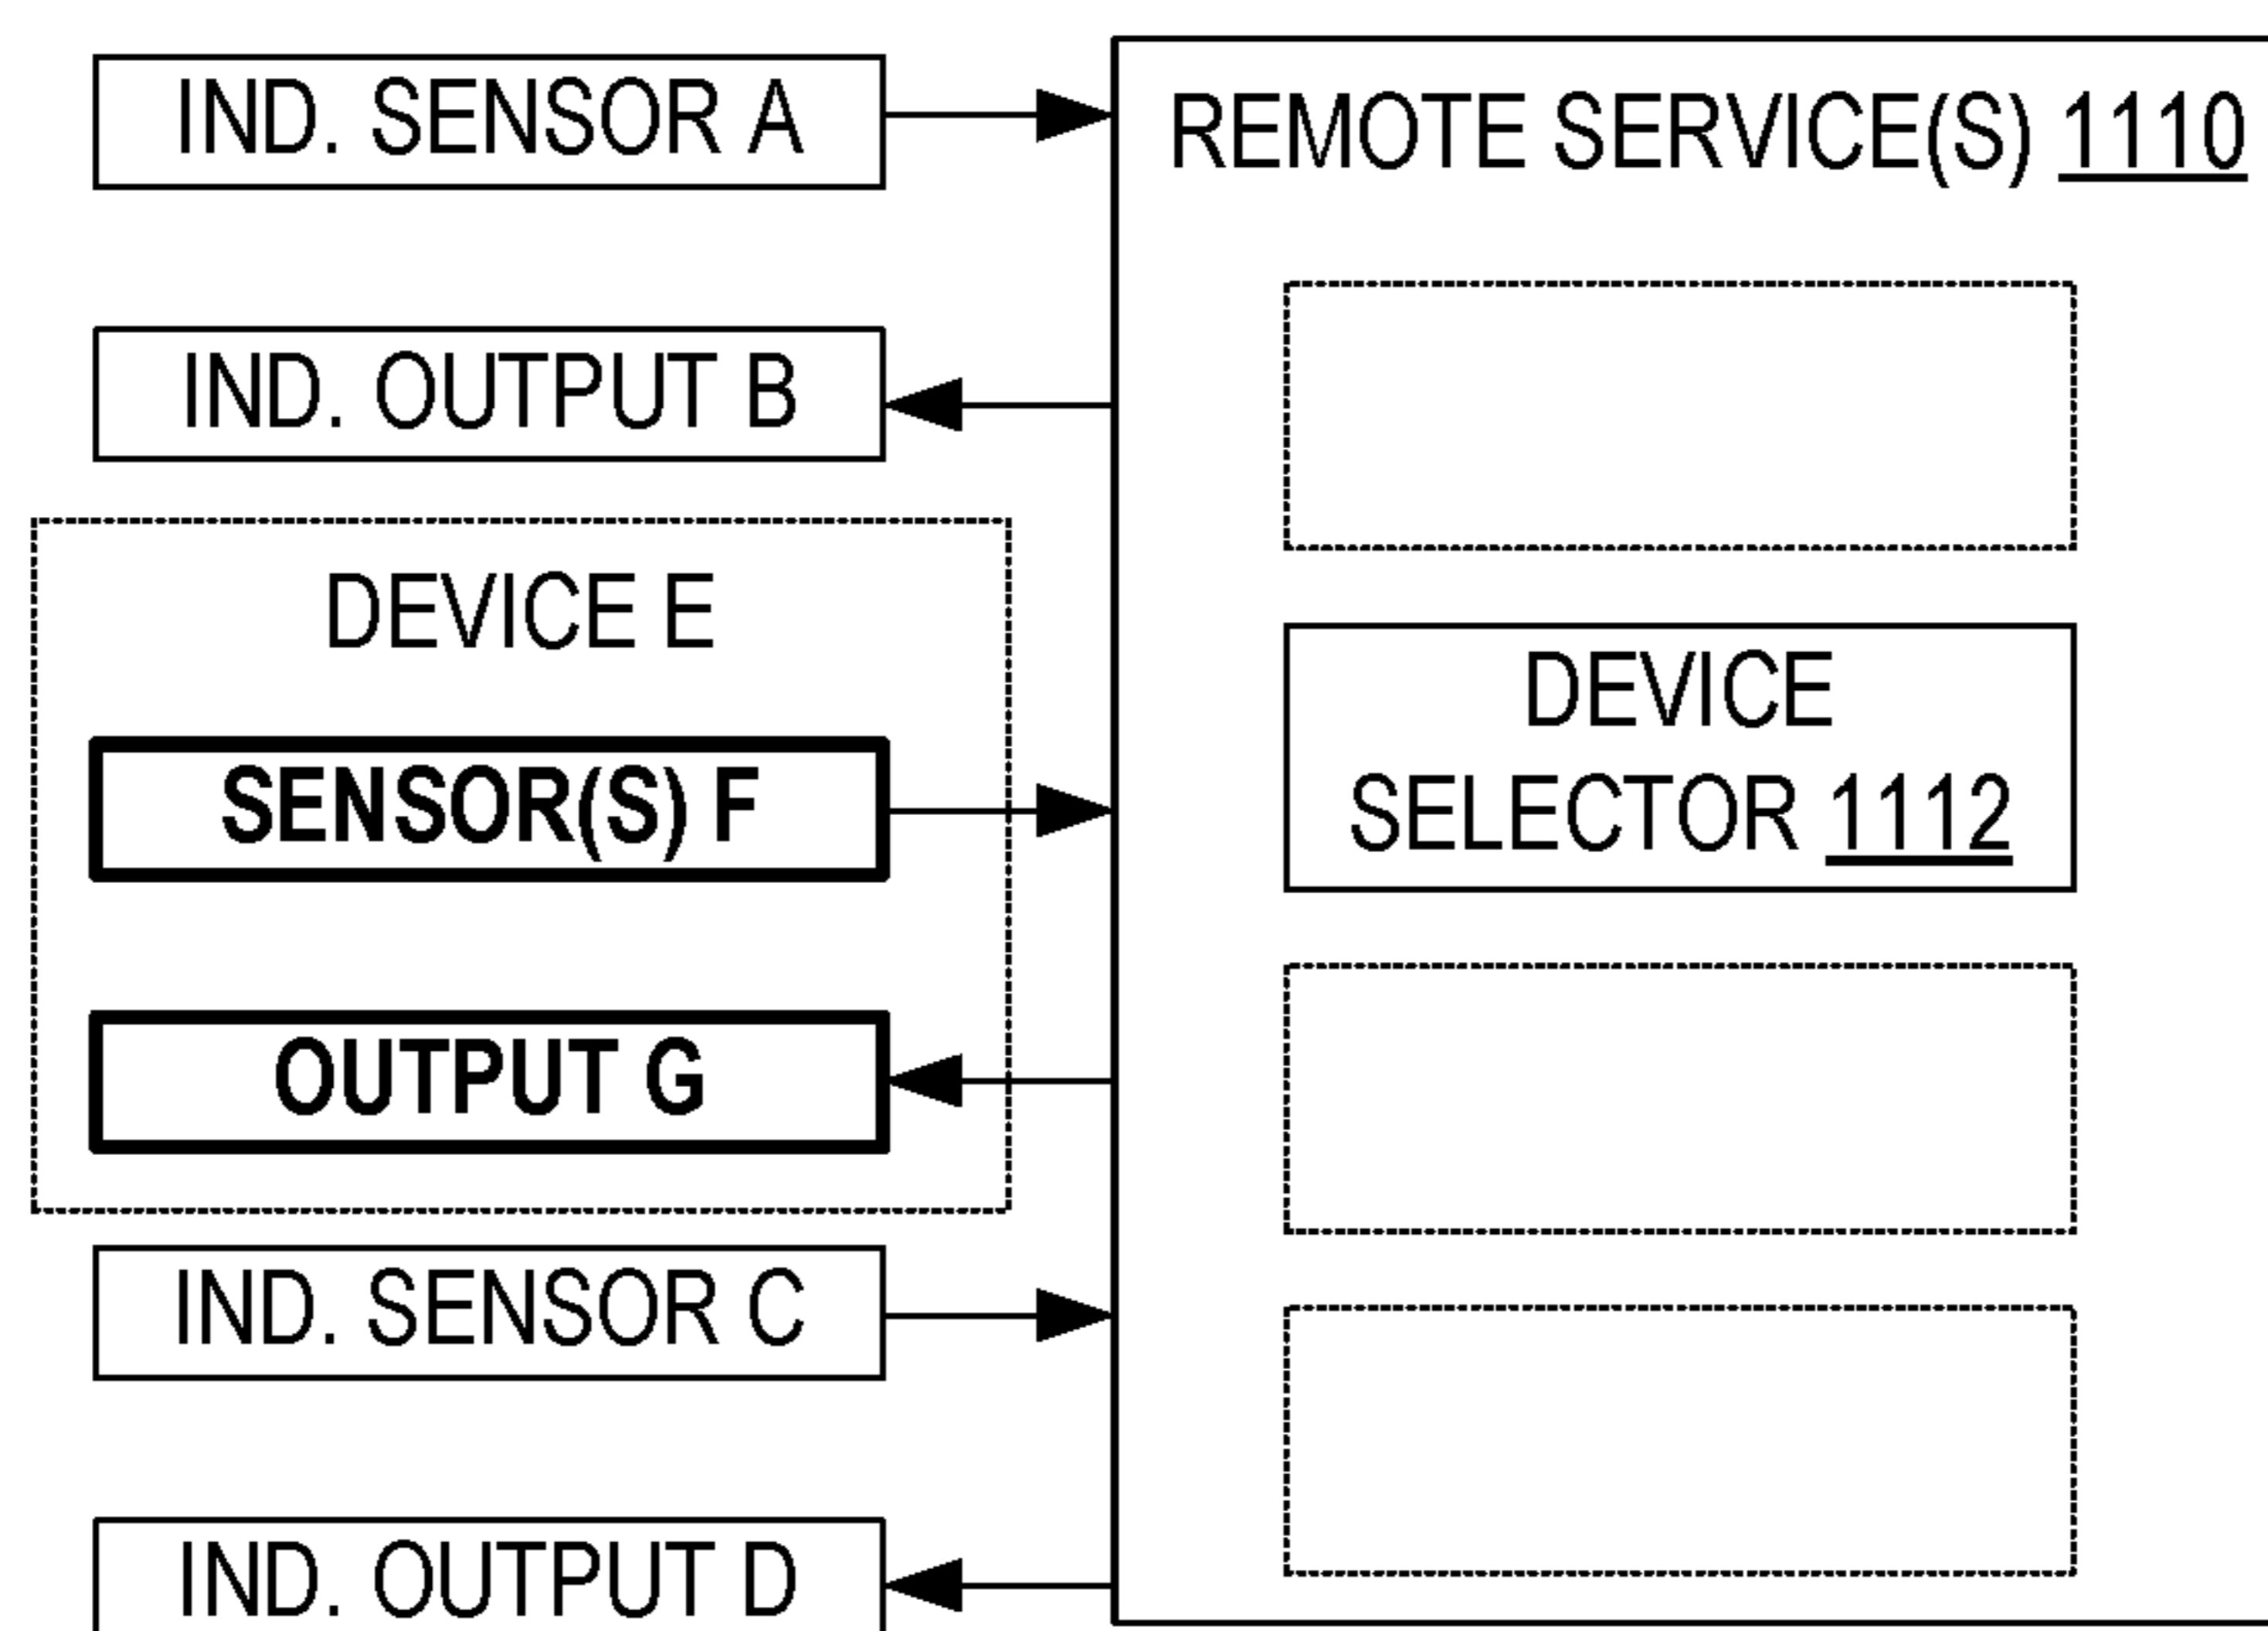 IND. SENSOR A
IND. OUTPUT B
DEVICE E
SENSOR(S) F
OUTPUT G
IND. SENSOR C
IND. OUTPUT D
REMOTE SERVICE(S) 1110
DEVICE
SELECTOR 1112